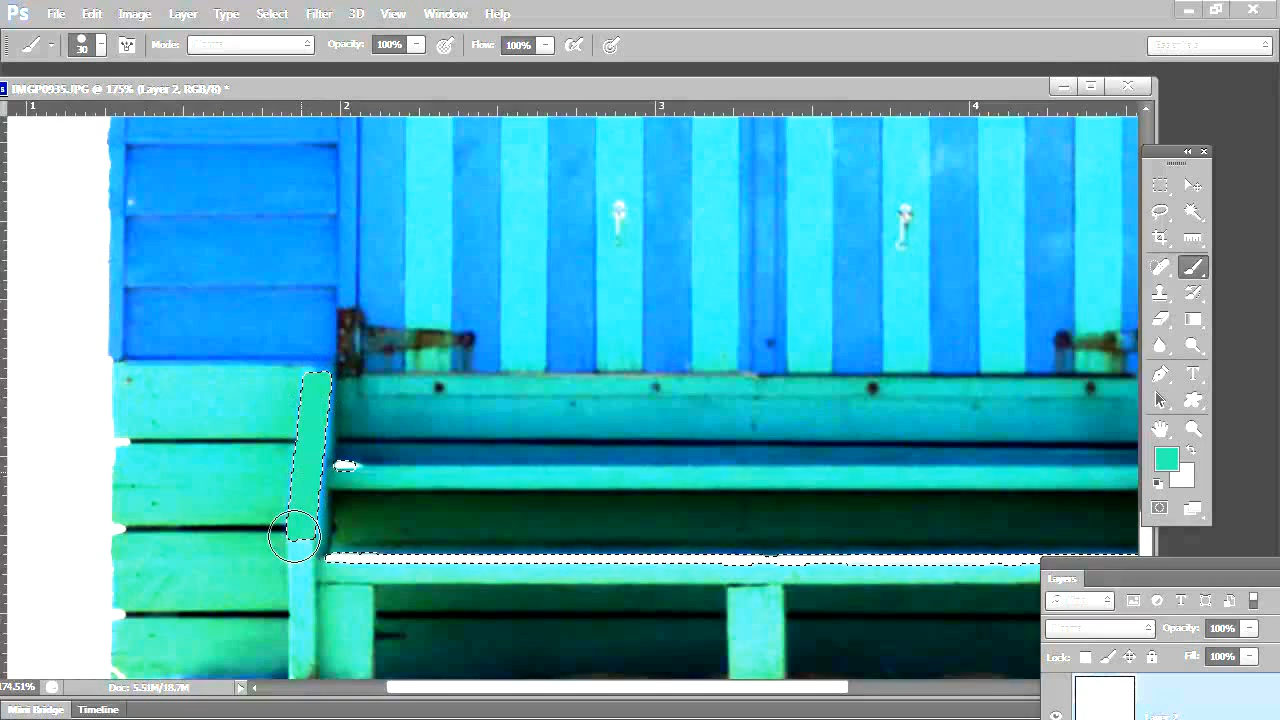 Ps File Edit Image Layer Type Select Filter 3D View Window Help
30 Mode: Opacity: 100% Flow: 100%
IMGP0935.JPG @ 175% (Layer 2, RGB/8) *
1 2 3 4
T
Layers
T
Opacity: 100%
Lock: Fill: 100%
174.51% Doc: 5.51M/18.7M
Mini Bridge Timeline